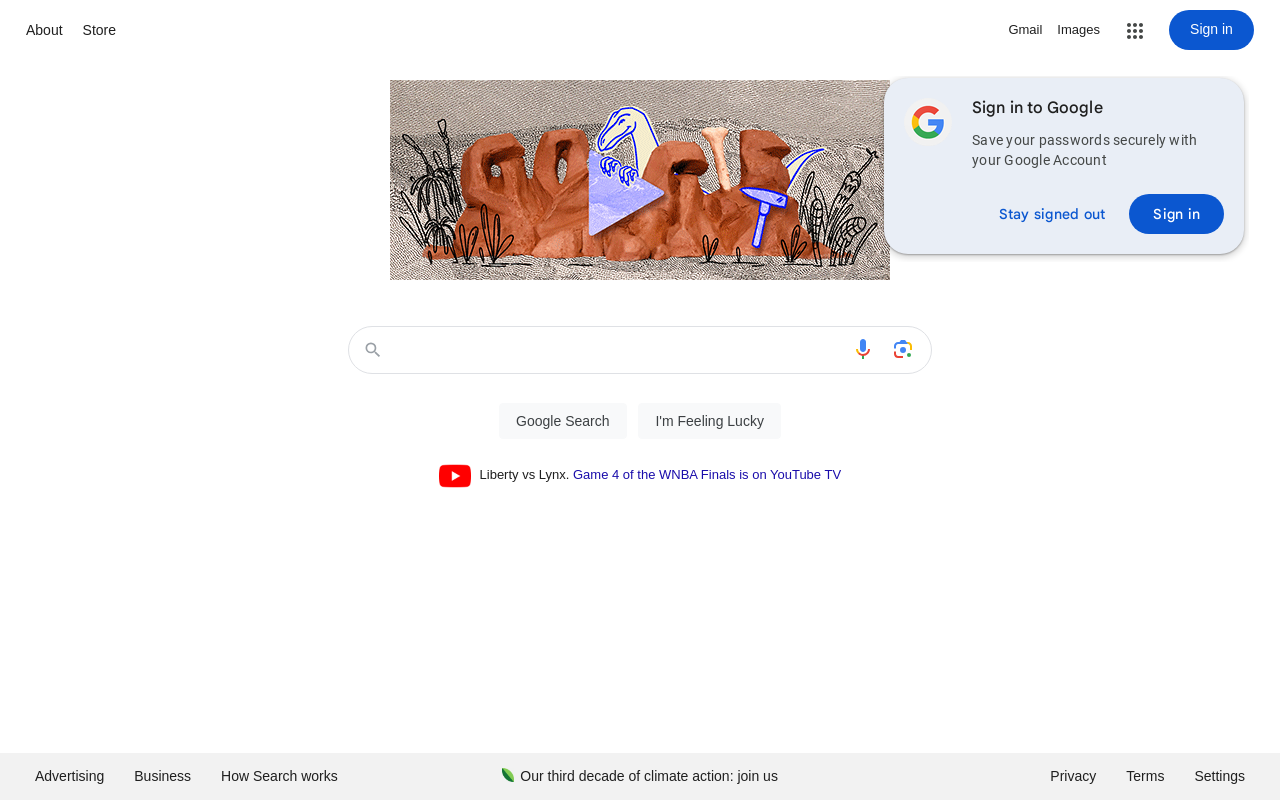 About
Store
Gmail
Images
Sign in
Sign in to Google
Save your passwords securely with
your Google Account
Stay signed out
Sign in
Google Search
I'm Feeling Lucky
Liberty vs Lynx. Game 4 of the WNBA Finals is on YouTube TV
Advertising
Business
How Search works
Our third decade of climate action: join us
Privacy
Terms
Settings